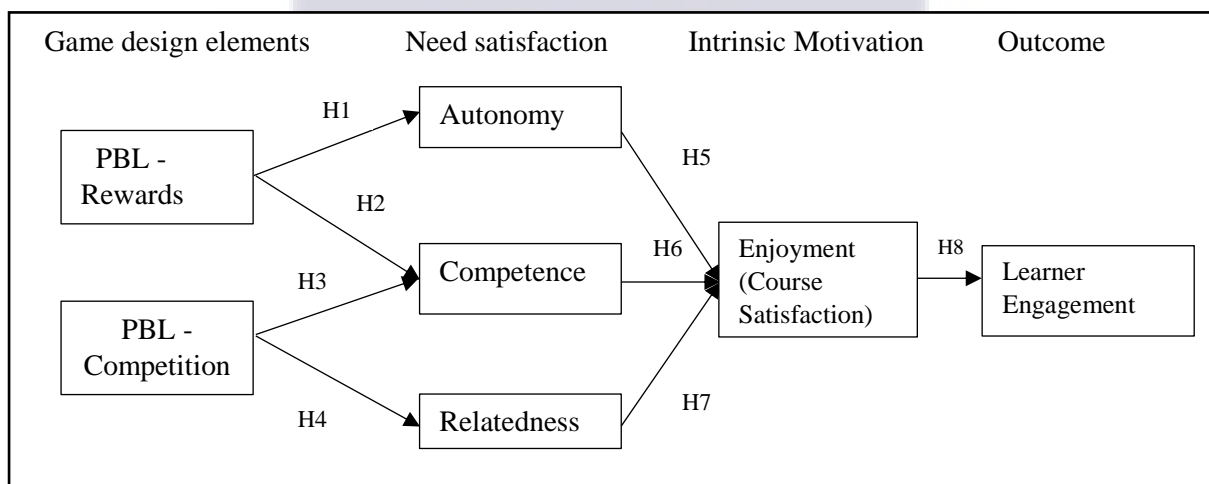 Game design elements
Need satisfaction
Intrinsic Motivation
Outcome
H1
Autonomy
PBL -
Rewards
H5
H2
H6
H8
Competence
Enjoyment
(Course
Satisfaction)
Learner
Engagement
H3
PBL -
Competition
H4
H7
Relatedness